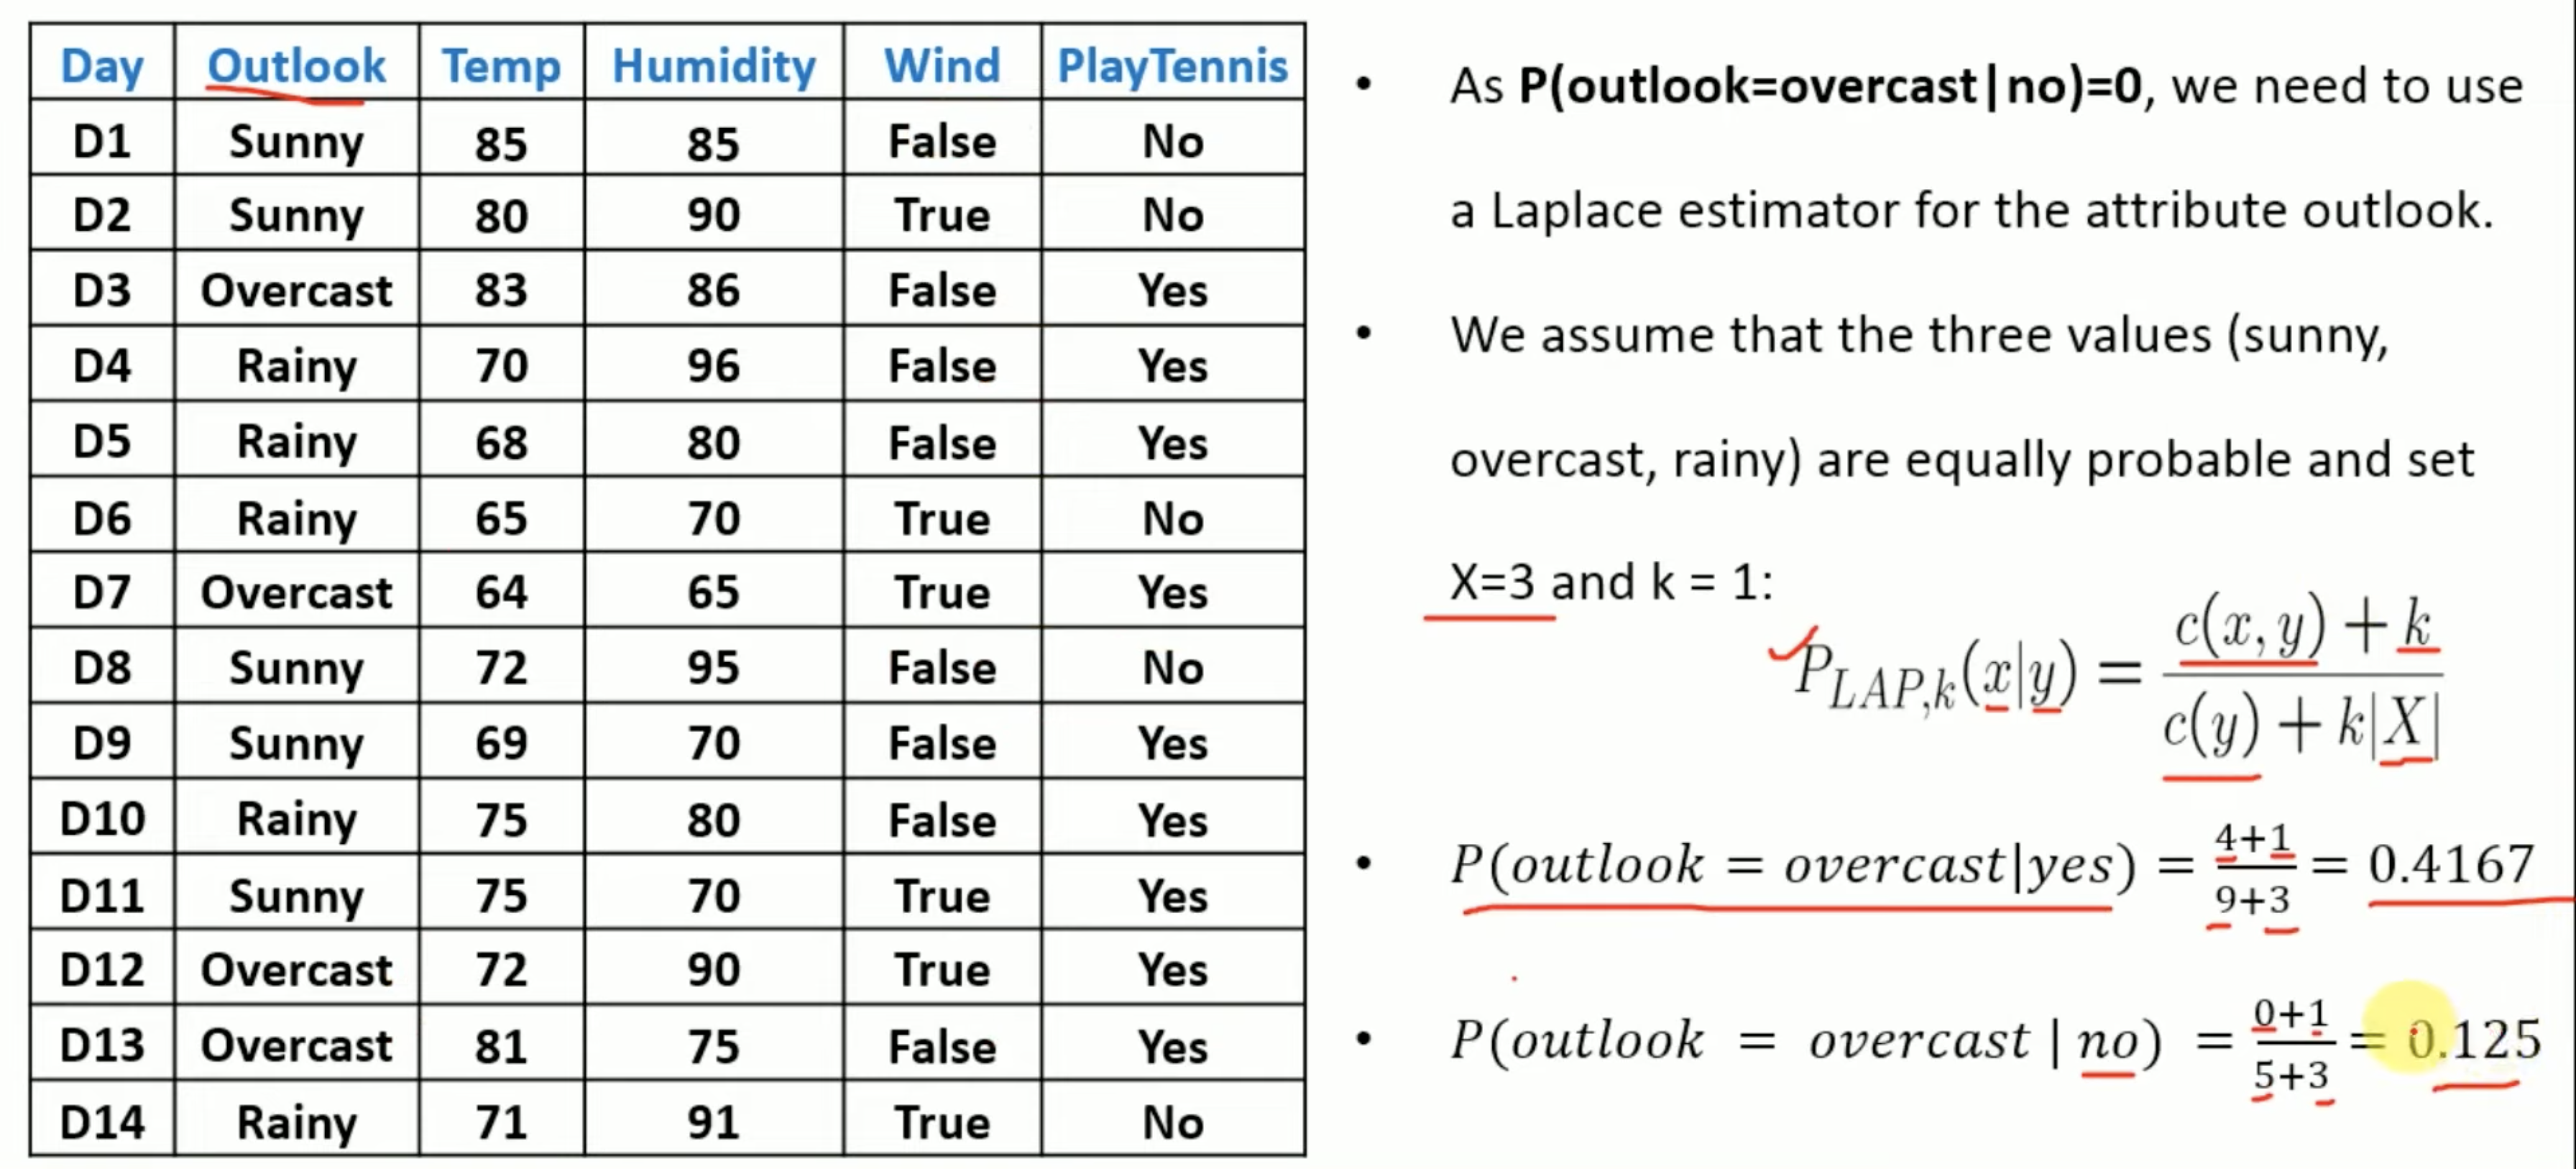 Day Outlook Temp Humidity Wind PlayTennis
D1 Sunny 85 85 False No
D2 Sunny 80 90 True No
D3 Overcast 83 86 False Yes
D4 Rainy 70 96 False Yes
D5 Rainy 68 80 False Yes
D6 Rainy 65 70 True No
D7 Overcast 64 65 True Yes
D8 Sunny 72 95 False No
D9 Sunny 69 70 False Yes
D10 Rainy 75 80 False Yes
D11 Sunny 75 70 True Yes
D12 Overcast 72 90 True Yes
D13 Overcast 81 75 False Yes
D14 Rainy 71 91 True No
• As P(outlook=overcast|no)=0, we need to use
a Laplace estimator for the attribute outlook.
• We assume that the three values (sunny,
overcast, rainy) are equally probable and set
X=3 and k = 1:
P_{LAP,k}(x|y) = \frac{c(x, y) + k}{c(y) + k|X|}
• P(outlook = overcast|yes) = \frac{4+1}{9+3} = 0.4167
• P(outlook = overcast | no) = \frac{0+1}{5+3} = 0.125